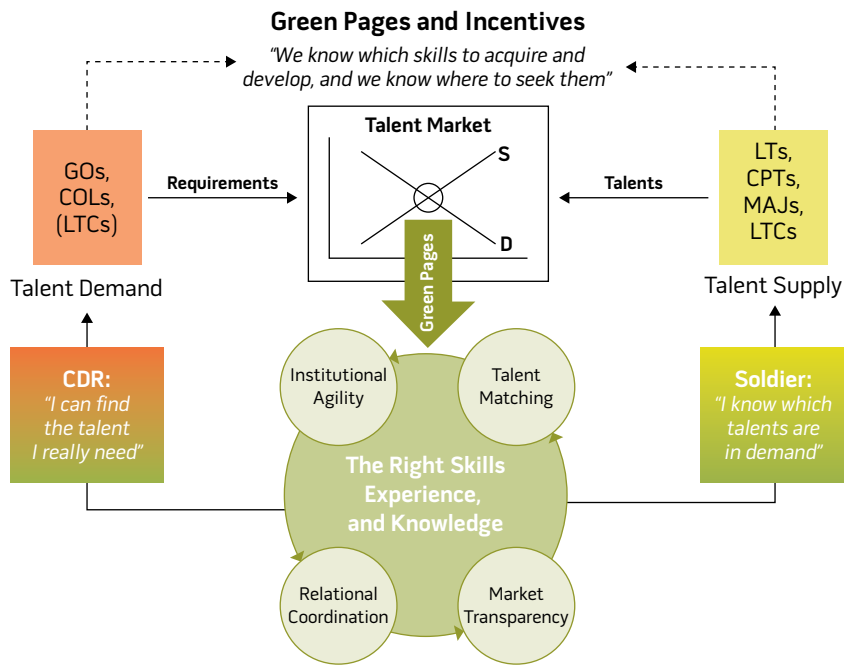 Green Pages and Incentives
“We know which skills to acquire and
develop, and we know where to seek them”
Talent Market
S
D
GOs,
COLs,
(LTCs)
Requirements
Talents
LTs,
CPTs,
MAJs,
LTCs
Talent Demand
Talent Supply
Green Pages
CDR:
“I can find
the talent
I really need”
Institutional
Agility
Talent
Matching
Soldier:
“I know which
talents are
in demand”
The Right Skills
Experience,
and Knowledge
Relational
Coordination
Market
Transparency